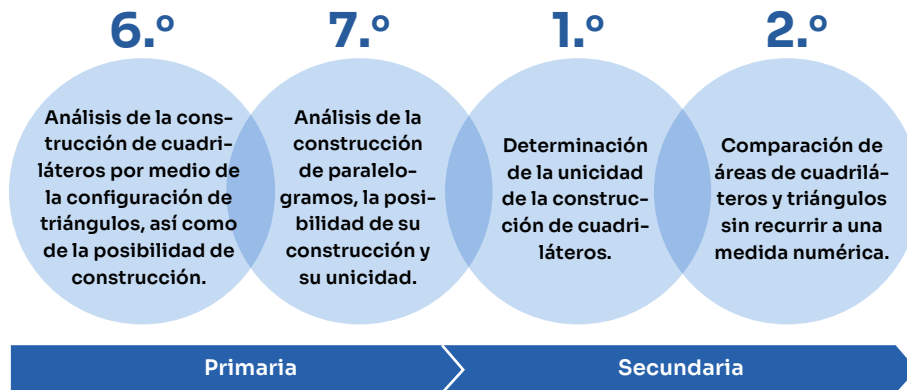 6.º
7.º
1.º
2.º
Análisis de la cons-
trucción de cuadri-
láteros por medio de
la configuración de
triángulos, así como
de la posibilidad de
construcción.
Análisis de la
construcción
de paralelo-
gramos, la posi-
bilidad de su
construcción y
su unicidad.
Determinación
de la unicidad
de la construc-
ción de cuadri-
láteros.
Comparación de
áreas de cuadrilá-
teros y triángulos
sin recurrir a una
medida numérica.
Primaria
Secundaria